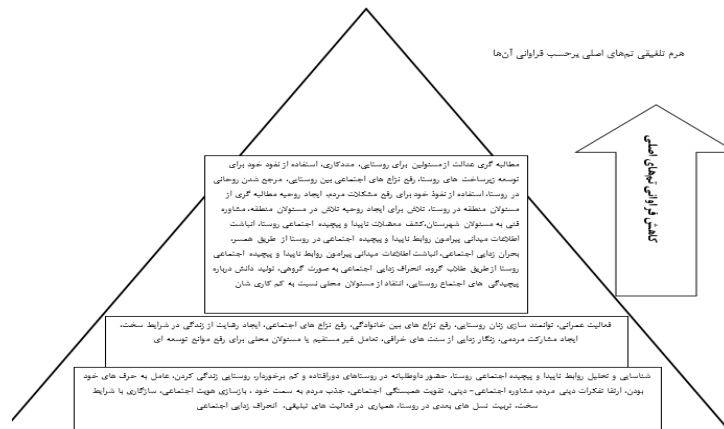 هرم تلفیقی تم‌های اصلی برحسب فراوانی آن‌ها
کاهش فراوانی تم‌های اصلی
مطالبه گری عدالت از مسئولین برای روستایی، مددکاری، استفاده از نفوذ خود برای
توسعه زیرساخت های روستا، رفع نزاع های اجتماعی بین روستایی، مرجع شدن روحانی
در روستا، استفاده از نفوذ خود برای رفع مشکلات مردم، ایجاد روحیه مطالبه گری از
مسئولان منطقه در روستا، تلاش برای ایجاد روحیه تلاش در مسئولان منطقه، مشاوره
فنی به مسئولان شهرستان، کشف معضلات ناپیدا و پیچیده اجتماعی روستا، انباشت
اطلاعات میدانی پیرامون روابط ناپیدا و پیچیده اجتماعی در روستا از طریق همسر،
بحران زدایی اجتماعی، انباشت اطلاعات میدانی پیرامون روابط ناپیدا و پیچیده اجتماعی
روستا ازطریق طلاب گروه، انحراف زدایی اجتماعی به صورت گروهی، تولید دانش درباره
پیچیدگی های اجتماع روستایی، انتقاد از مسئولان محلی نسبت به کم کاری شان
فعالیت عمرانی، توانمند سازی زنان روستایی، رفع نزاع های بین خانوادگی، رفع نزاع های اجتماعی، ایجاد رضایت از زندگی در شرایط سخت،
ایجاد مشارکت مردمی، زنگار زدایی از سنت های خرافی، تعامل غیر مستقیم با مسئولان محلی برای رفع موانع توسعه ای
شناسایی و تحلیل روابط ناپیدا و پیچیده اجتماعی روستا، حضور داوطلبانه در روستاهای دورافتاده و کم برخوردار، روستایی زندگی کردن، عامل به حرف های خود
بودن، ارتقا تفکرات دینی مردم، مشاوره اجتماعی- دینی، تقویت همبستگی اجتماعی، جذب مردم به سمت خود ، بازسازی هویت اجتماعی، سازگاری با شرایط
سخت، تربیت نسل های بعدی در روستا، همیاری در فعالیت های تبلیغی، انحراف زدایی اجتماعی